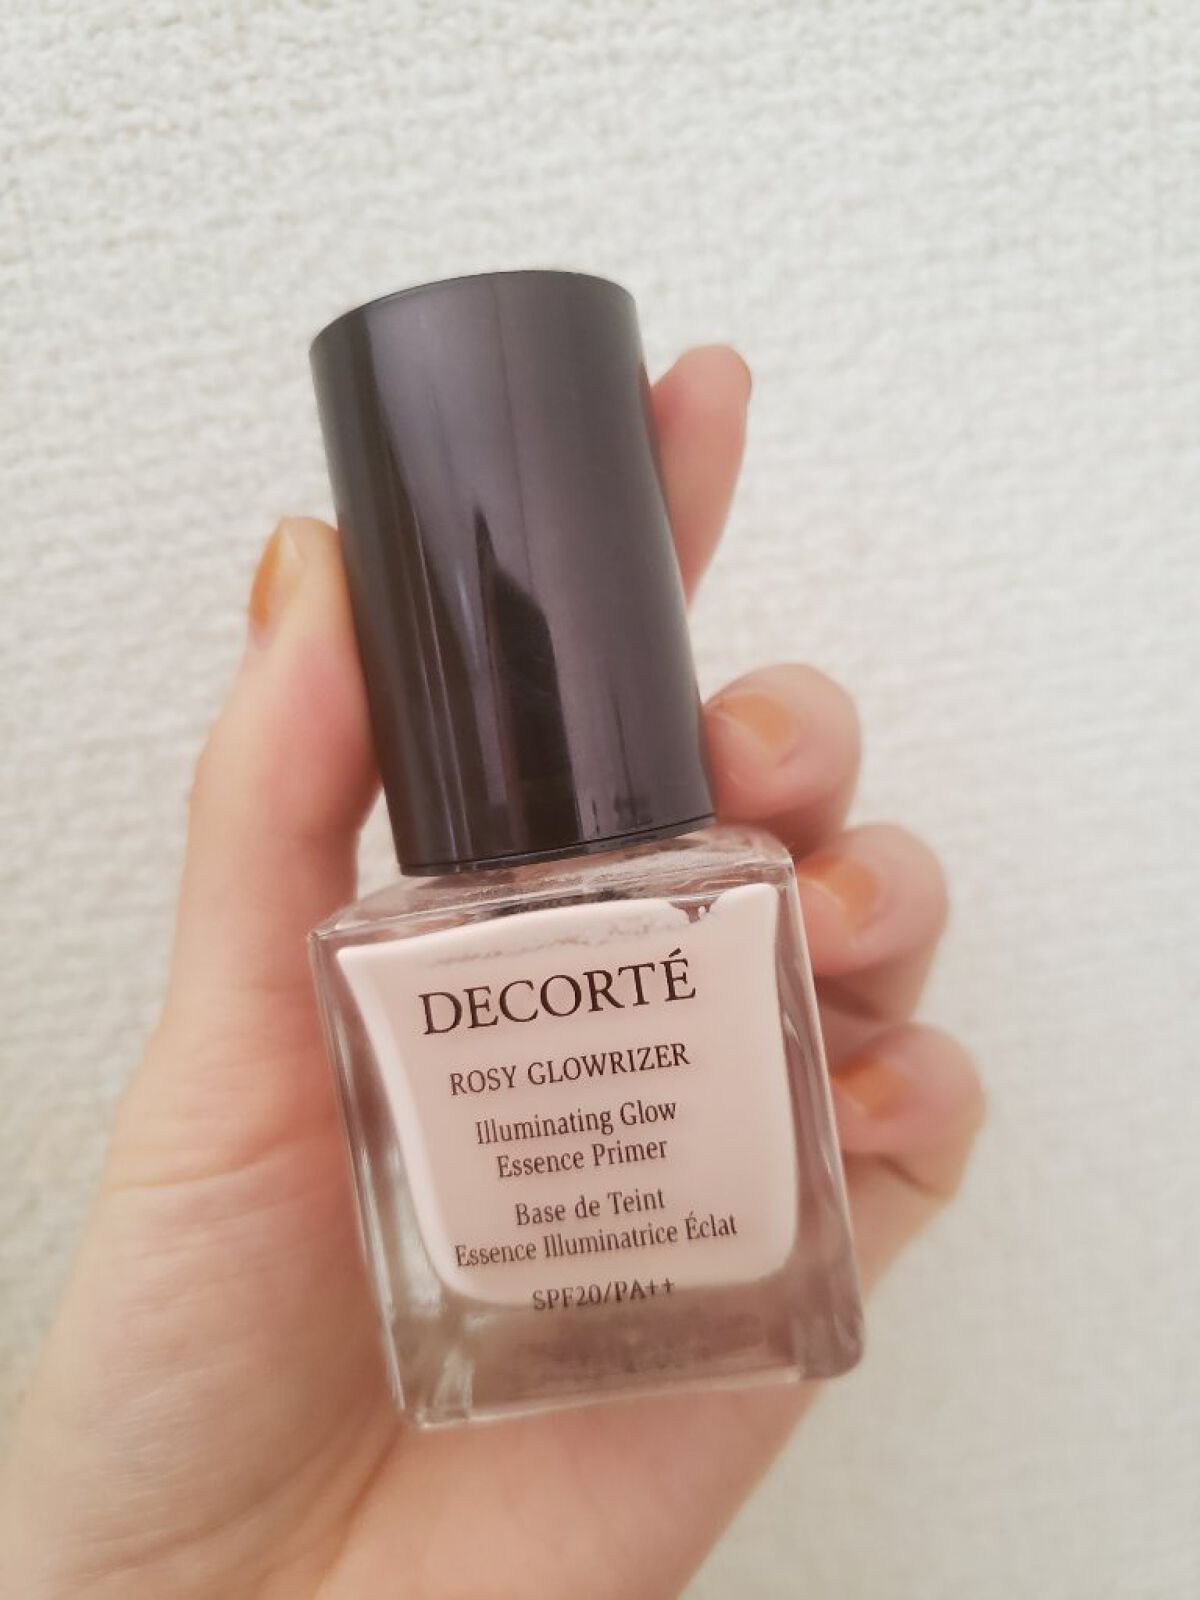 DECORTÉ
ROSY GLOWRIZER
Illuminating Glow
Essence Primer
Base de Teint
Essence Illuminatrice Éclat
SPF20/PA++